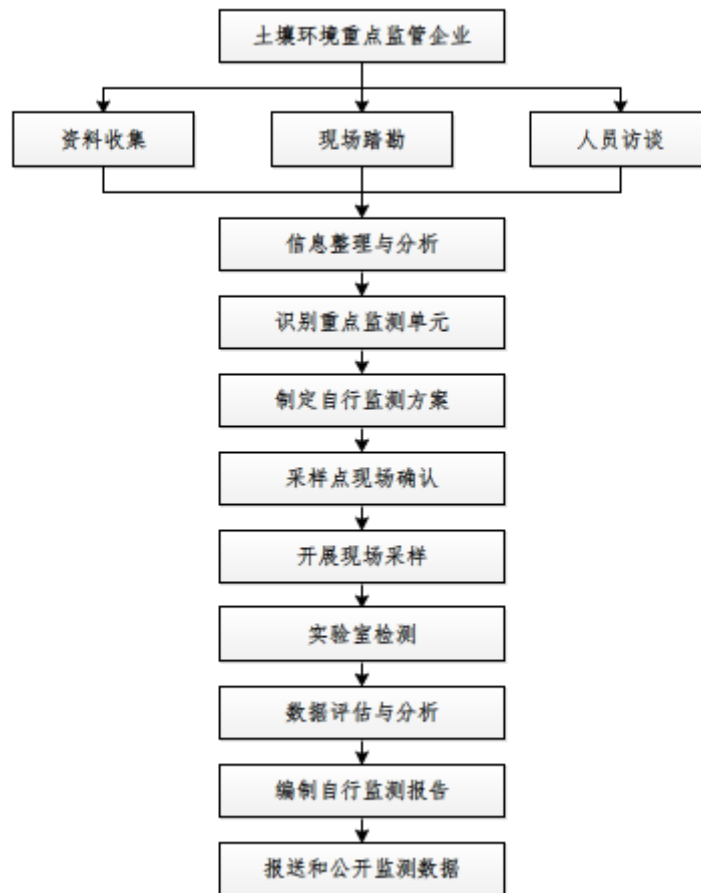 土壤环境重点监管企业
资料收集
现场踏勘
人员访谈
信息整理与分析
识别重点监测单元
制定自行监测方案
采样点现场确认
开展现场采样
实验室检测
数据评估与分析
编制自行监测报告
报送和公开监测数据